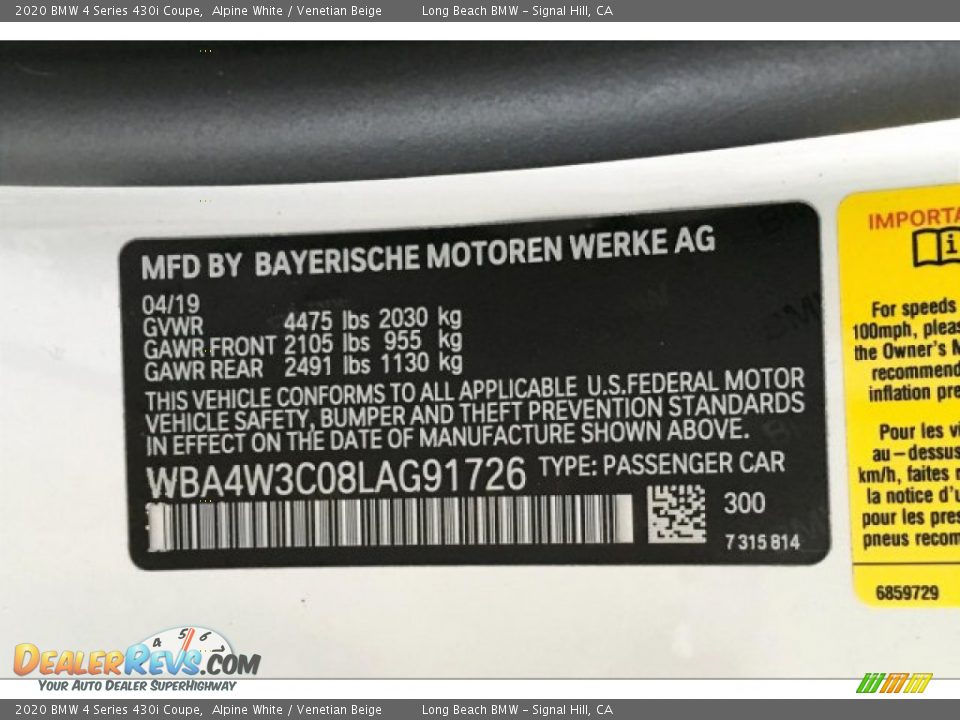 2020 BMW 4 Series 430i Coupe, Alpine White / Venetian Beige Long Beach BMW - Signal Hill, CA
MFD BY BAYERISCHE MOTOREN WERKE AG
04/19
GVWR 4475 lbs 2030 kg
GAWR FRONT 2105 lbs 955 kg
GAWR REAR 2491 lbs 1130 kg
THIS VEHICLE CONFORMS TO ALL APPLICABLE U.S.FEDERAL MOTOR
VEHICLE SAFETY, BUMPER AND THEFT PREVENTION STANDARDS
IN EFFECT ON THE DATE OF MANUFACTURE SHOWN ABOVE.
WBA4W3C08LAG91726 TYPE: PASSENGER CAR
300
7 315 814
IMPORTA
i
For speeds
100mph, pleas
the Owner's M
recommend
inflation pre
Pour les vi
au-dessus
km/h, faites
la notice d'u
pour les pres
pneus recom
6859729
4 5 6
DEALERREVS.COM
YOUR AUTO DEALER SUPERHIGHWAY
2020 BMW 4 Series 430i Coupe, Alpine White / Venetian Beige Long Beach BMW - Signal Hill, CA